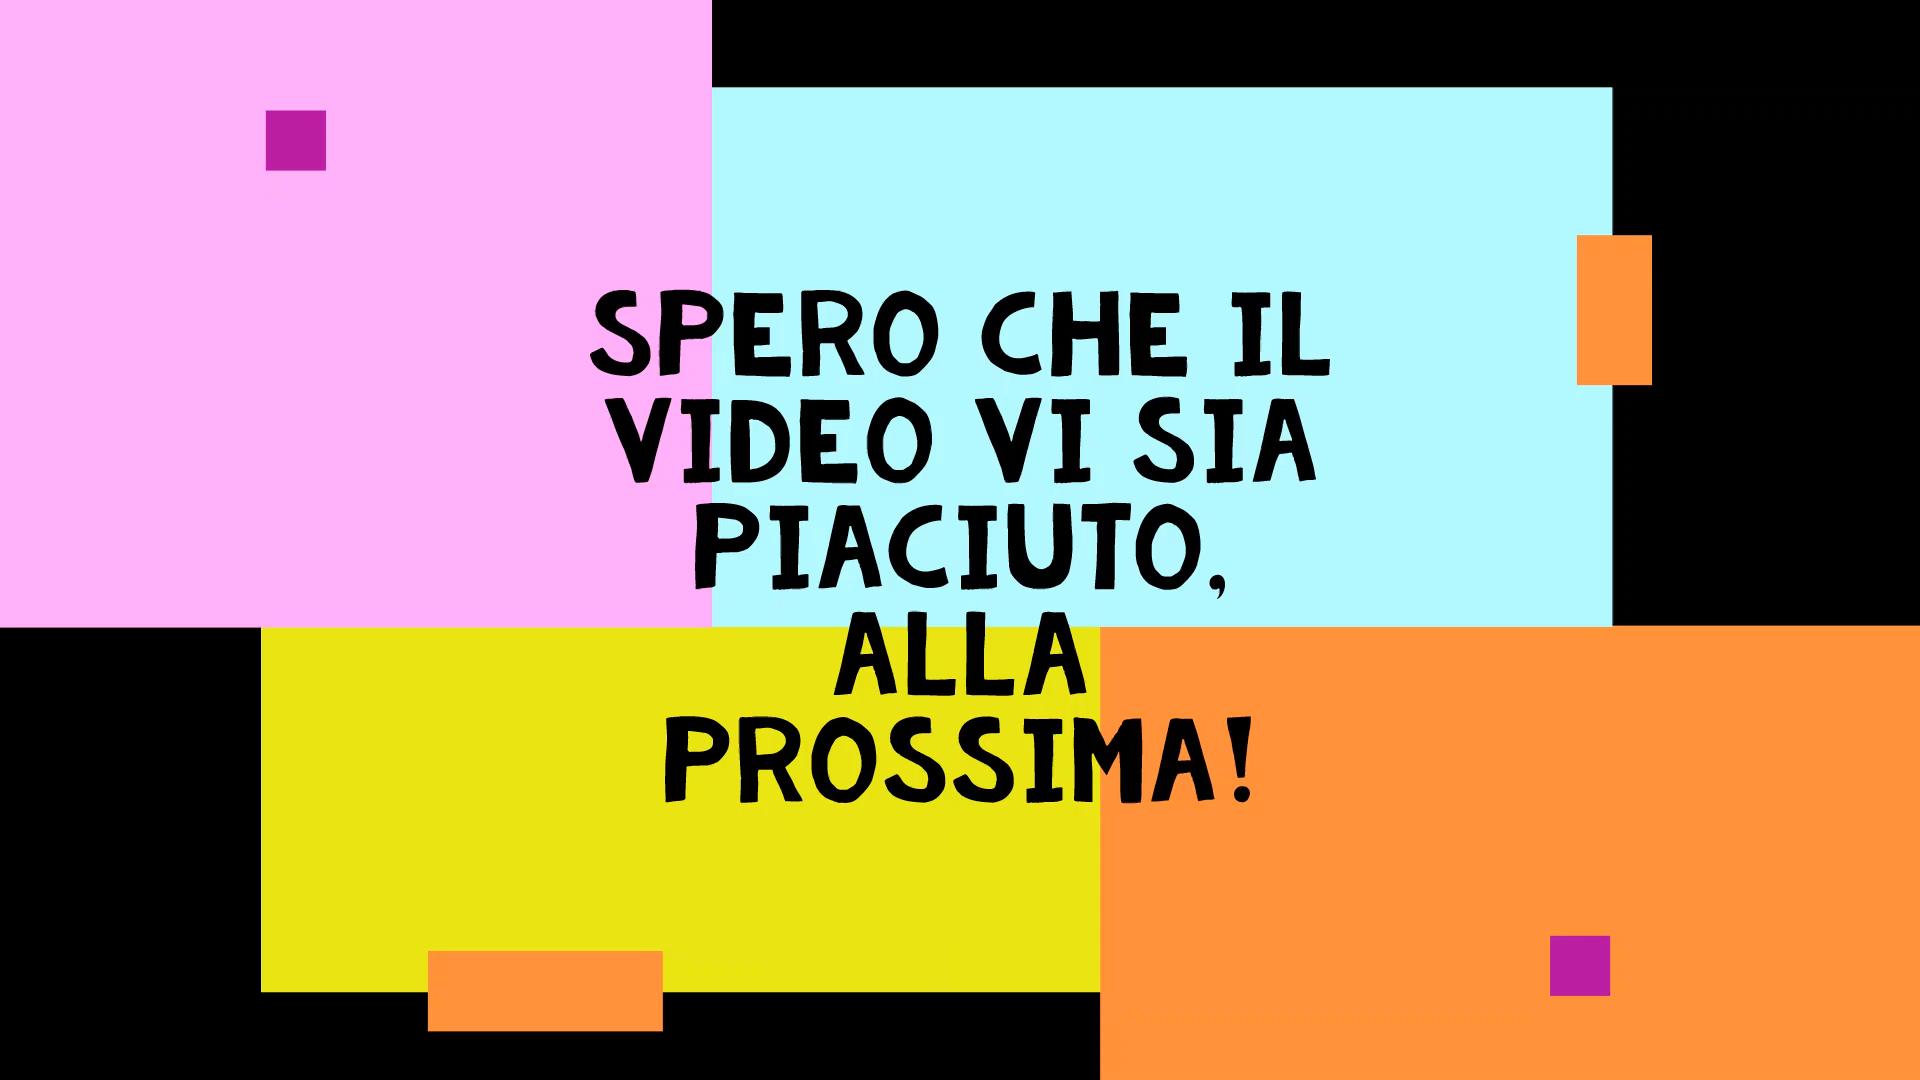 SPERO CHE IL
VIDEO VI SIA
PIACIUTO,
ALLA
PROSSIMA!